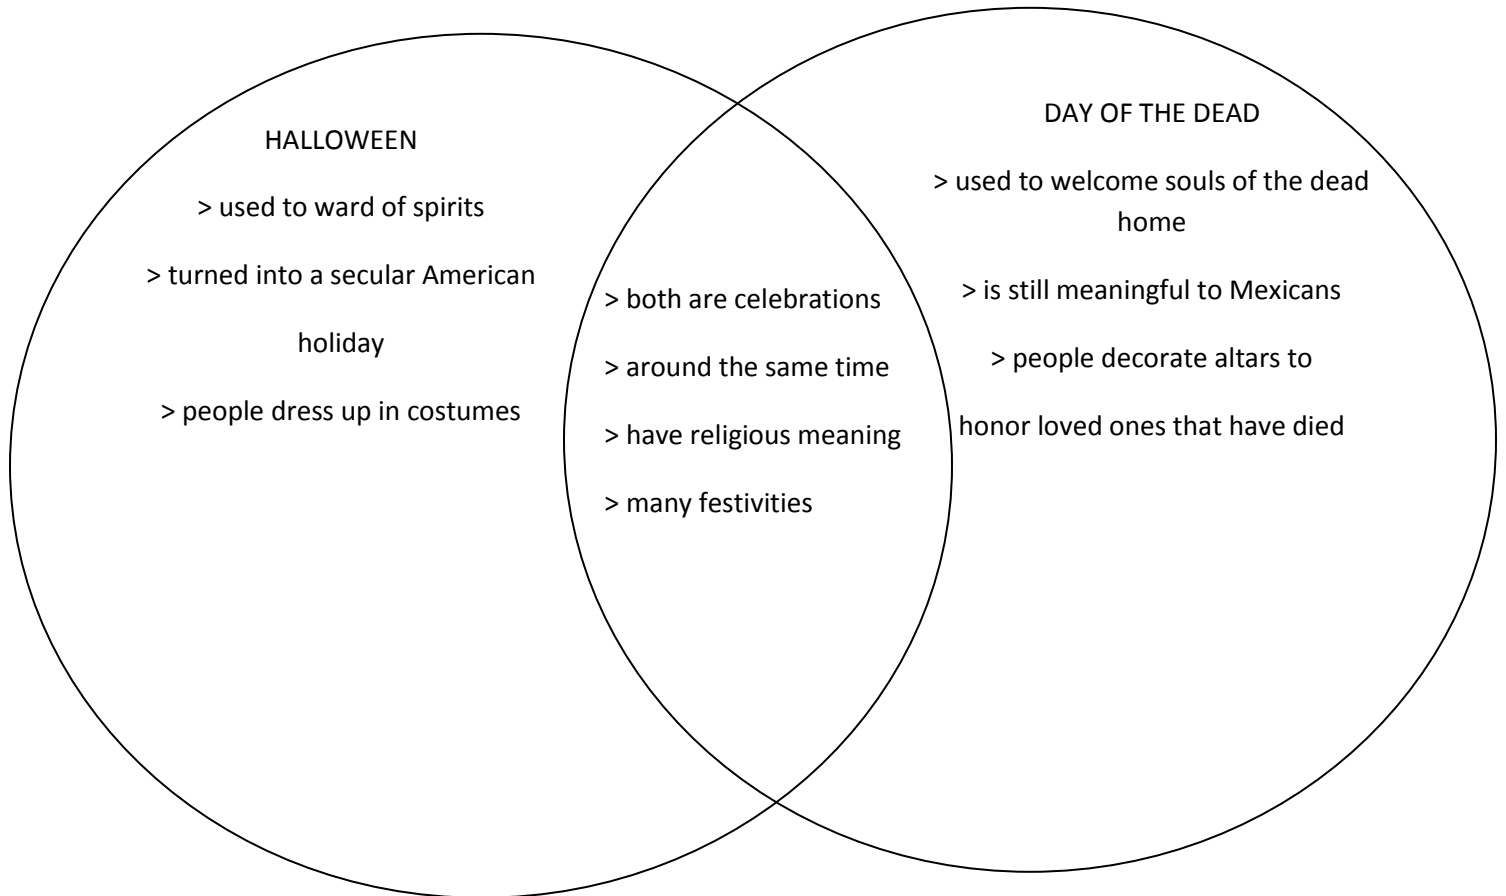 HALLOWEEN
> used to ward of spirits
> turned into a secular American
holiday
> people dress up in costumes
> both are celebrations
> around the same time
> have religious meaning
> many festivities
DAY OF THE DEAD
> used to welcome souls of the dead
home
> is still meaningful to Mexicans
> people decorate altars to
honor loved ones that have died